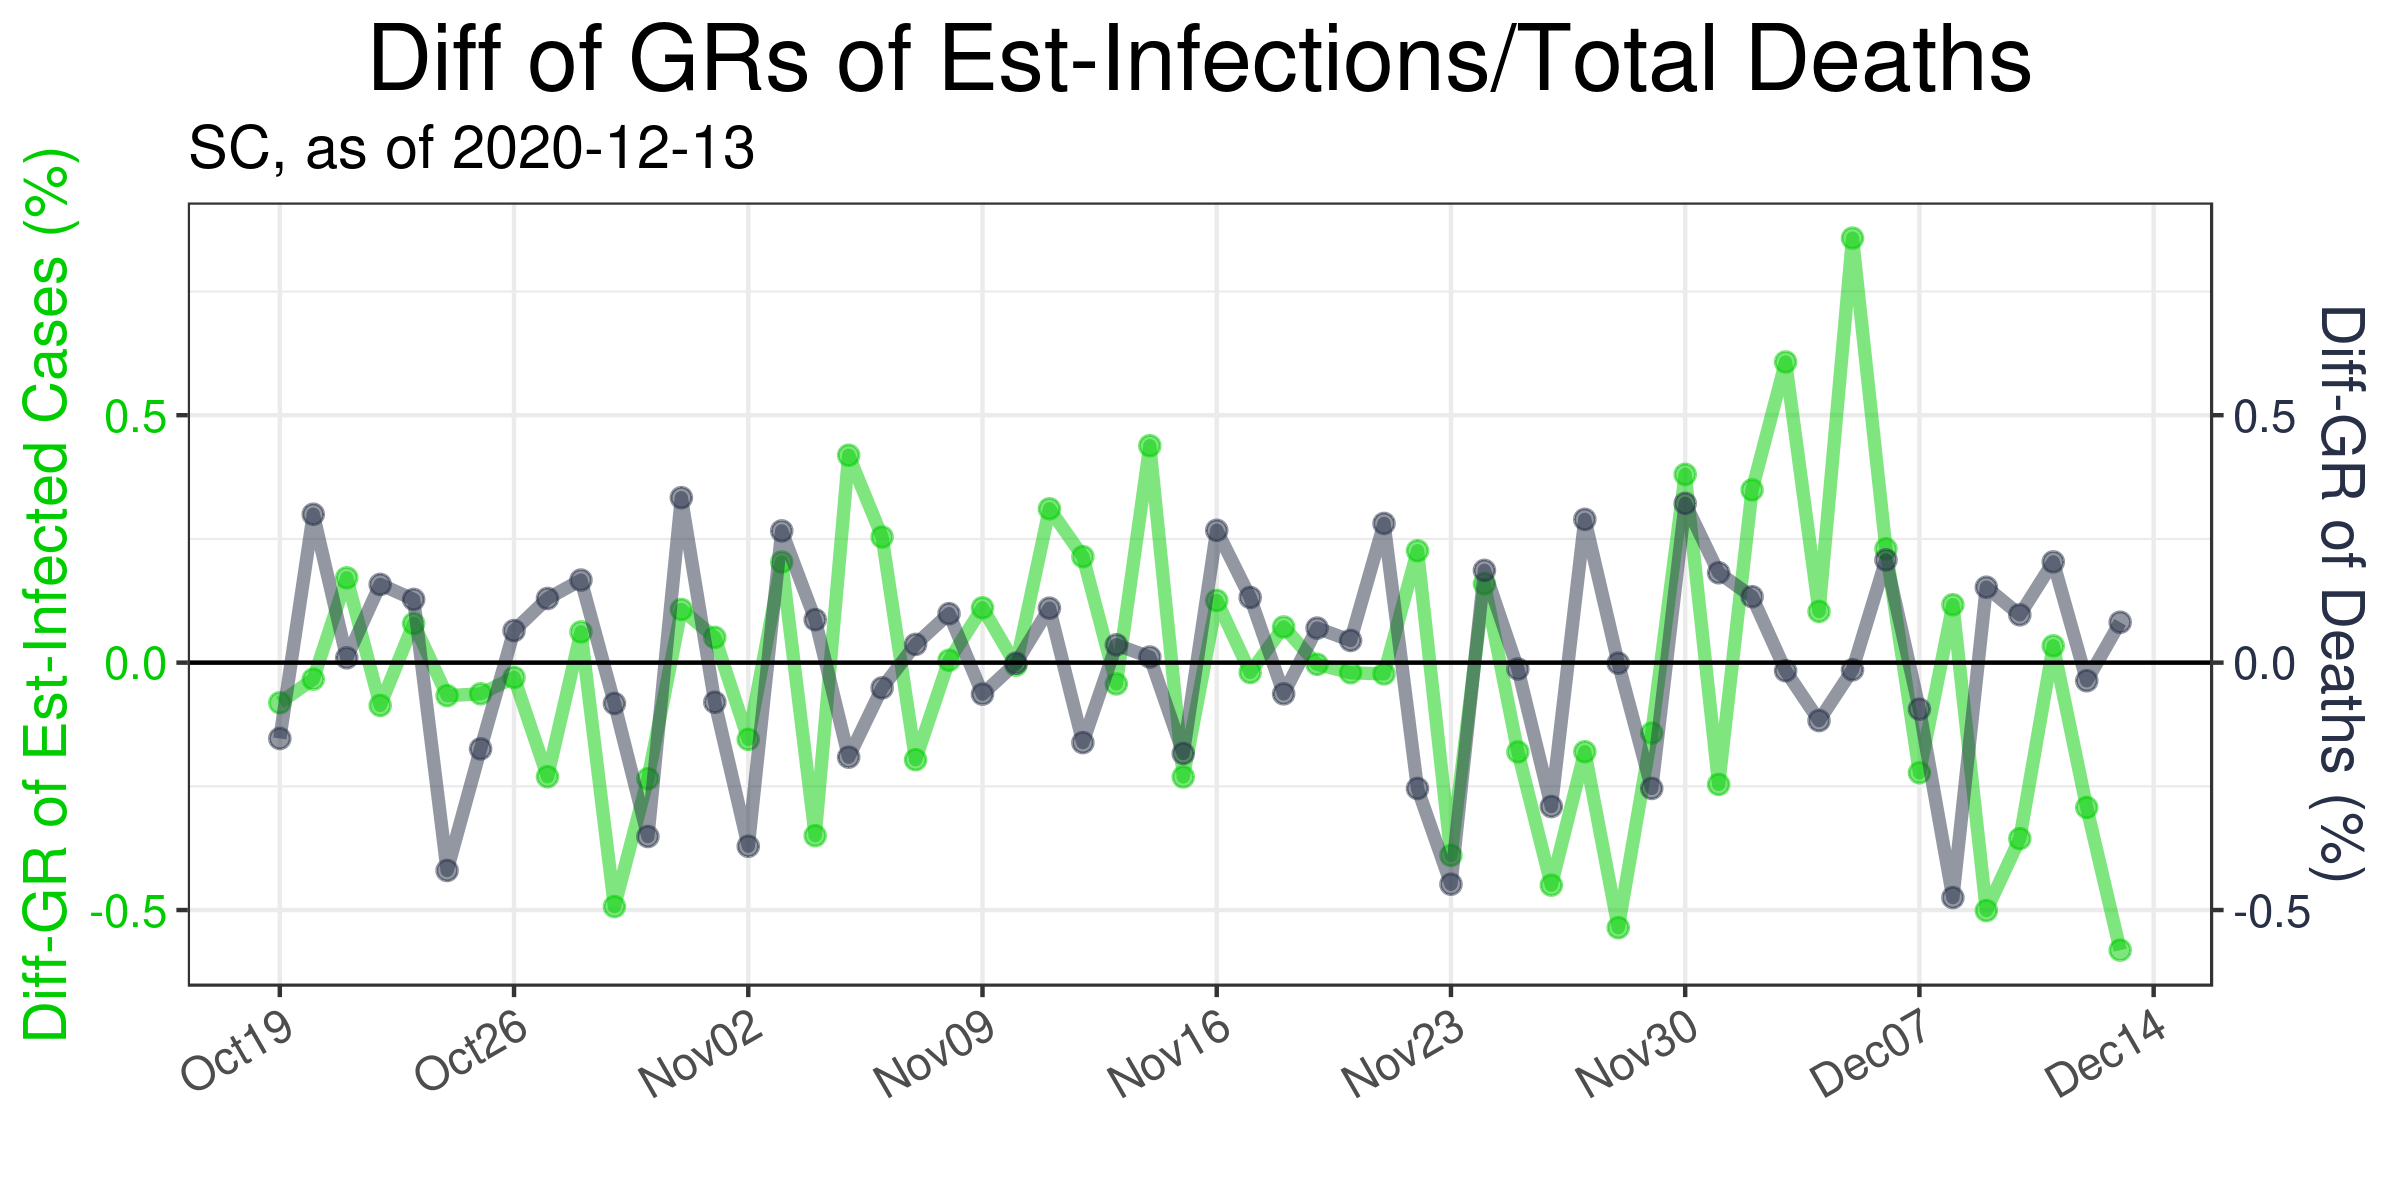 Diff of GRs of Est-Infections/Total Deaths
SC, as of 2020-12-13
Diff-GR of Est-Infected Cases (%)
0.5
0.0
-0.5
0.5
0.0
-0.5
Diff-GR of Deaths (%)
Oct19
Oct26
Nov02
Nov09
Nov16
Nov23
Nov30
Dec07
Dec14